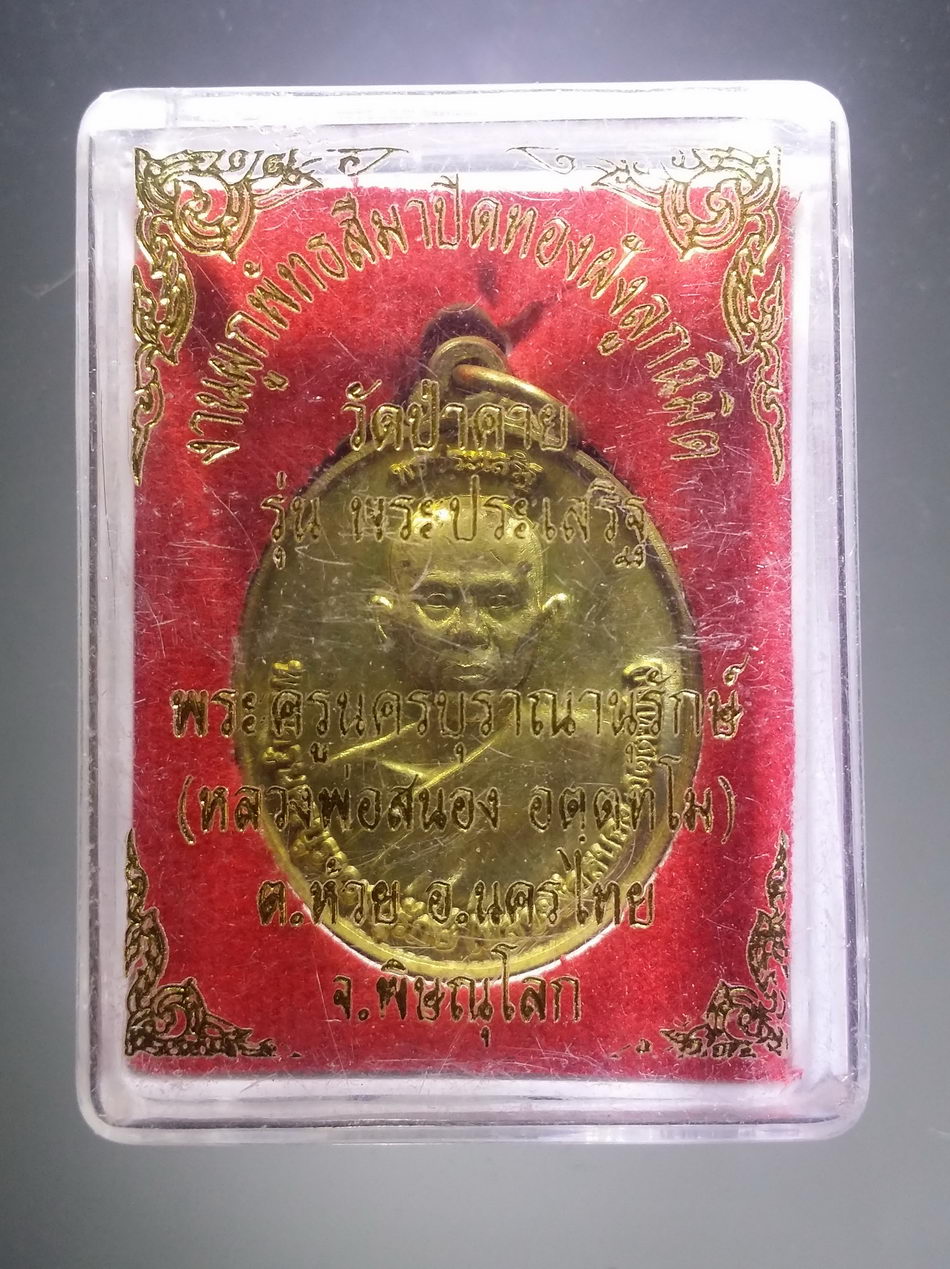 งานผูกพัทธสีมาปิดทองฝังลูกนิมิต
วัดป่าคาย
รุ่น พระประเสริฐ
พระครูนครบุราณานุรักษ์
(หลวงพ่อสนอง อตฺตทโม)
ต.ห้วย อ.นครไทย
จ.พิษณุโลก